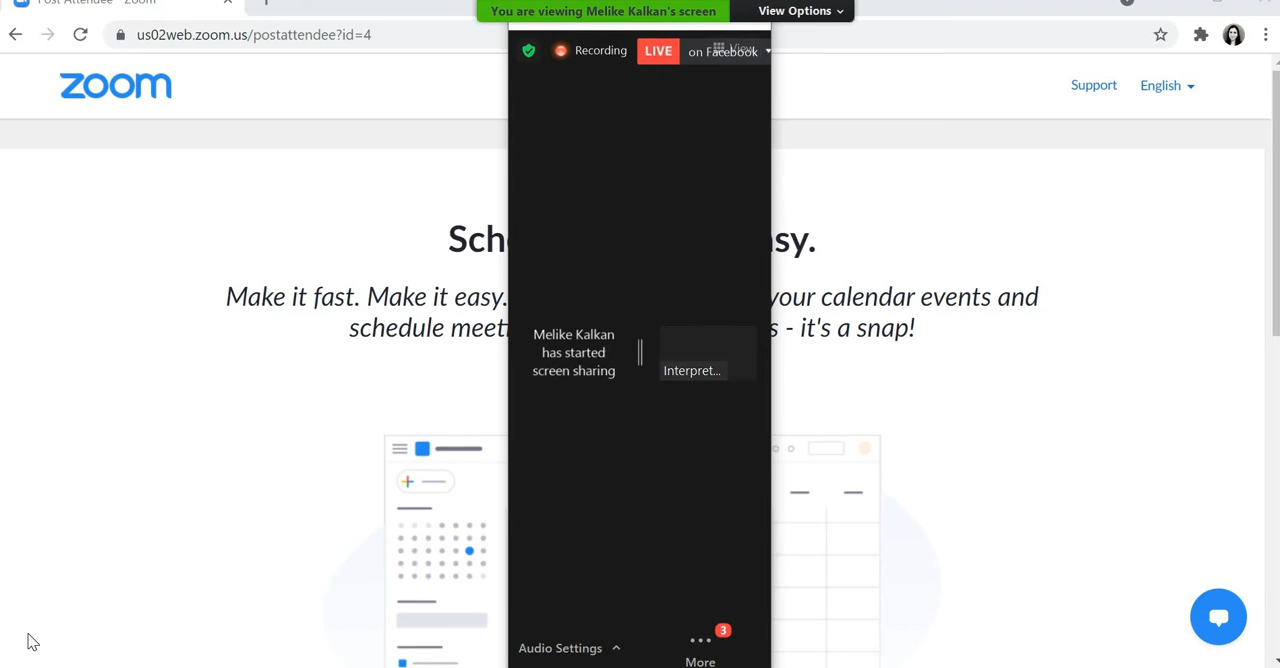 You are viewing Melike Kalkan's screen
View Options
Post Attendee - Zoom
us02web.zoom.us/postattendee?id=4
zoom
Support
English
Recording
LIVE
on Facebook
View
Sch
asy.
Make it fast. Make it easy.
your calendar events and
schedule meeti
s - it's a snap!
Melike Kalkan
has started
screen sharing
Interpret...
Audio Settings
3
More